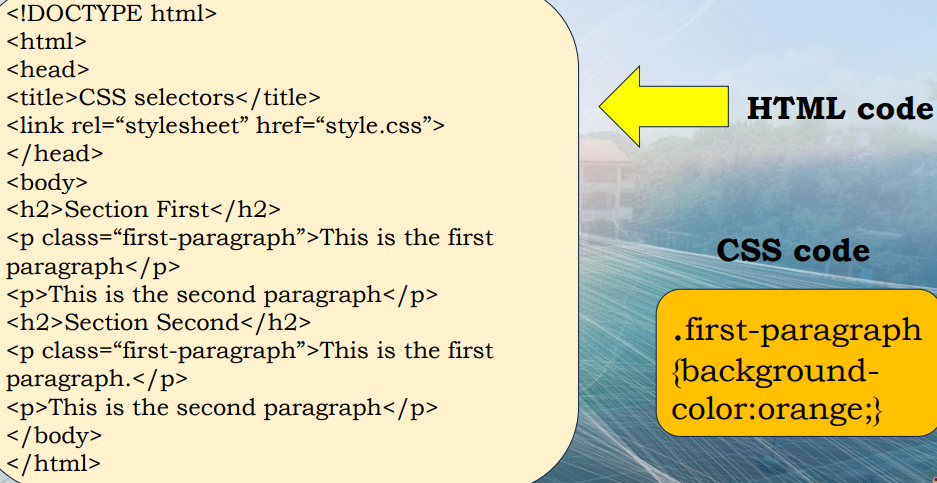 <!DOCTYPE html>
<html>
<head>
<title>CSS selectors</title>
<link rel=“stylesheet” href=“style.css”>
</head>
<body>
<h2>Section First</h2>
<p class=“first-paragraph”>This is the first
paragraph</p>
<p>This is the second paragraph</p>
<h2>Section Second</h2>
<p class=“first-paragraph”>This is the first
paragraph.</p>
<p>This is the second paragraph</p>
</body>
</html>
HTML code
CSS code
.first-paragraph
{background-
color:orange;}